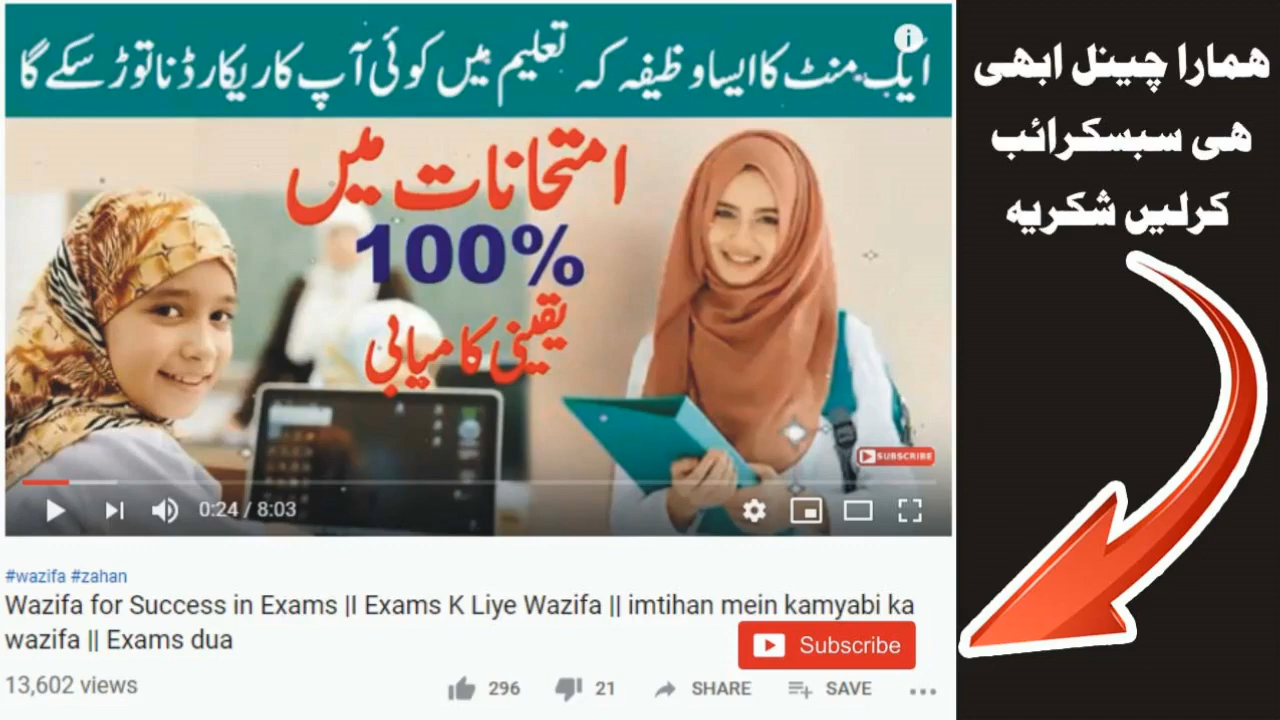 ایک منٹ کا ایسا وظیفہ کہ تعلیم میں کوئی آپ کا ریکارڈ نا توڑ سکے گا
امتحانات میں
100%
یقینی کامیابی
SUBSCRIBE
0:24 / 8:03
#wazifa #zahan
Wazifa for Success in Exams |I Exams K Liye Wazifa || imtihan mein kamyabi ka
wazifa || Exams dua
Subscribe
13,602 views
296
21
SHARE
SAVE
ھمارا چینل ابھی
ھی سبسکرائب
کرلیں شکریہ